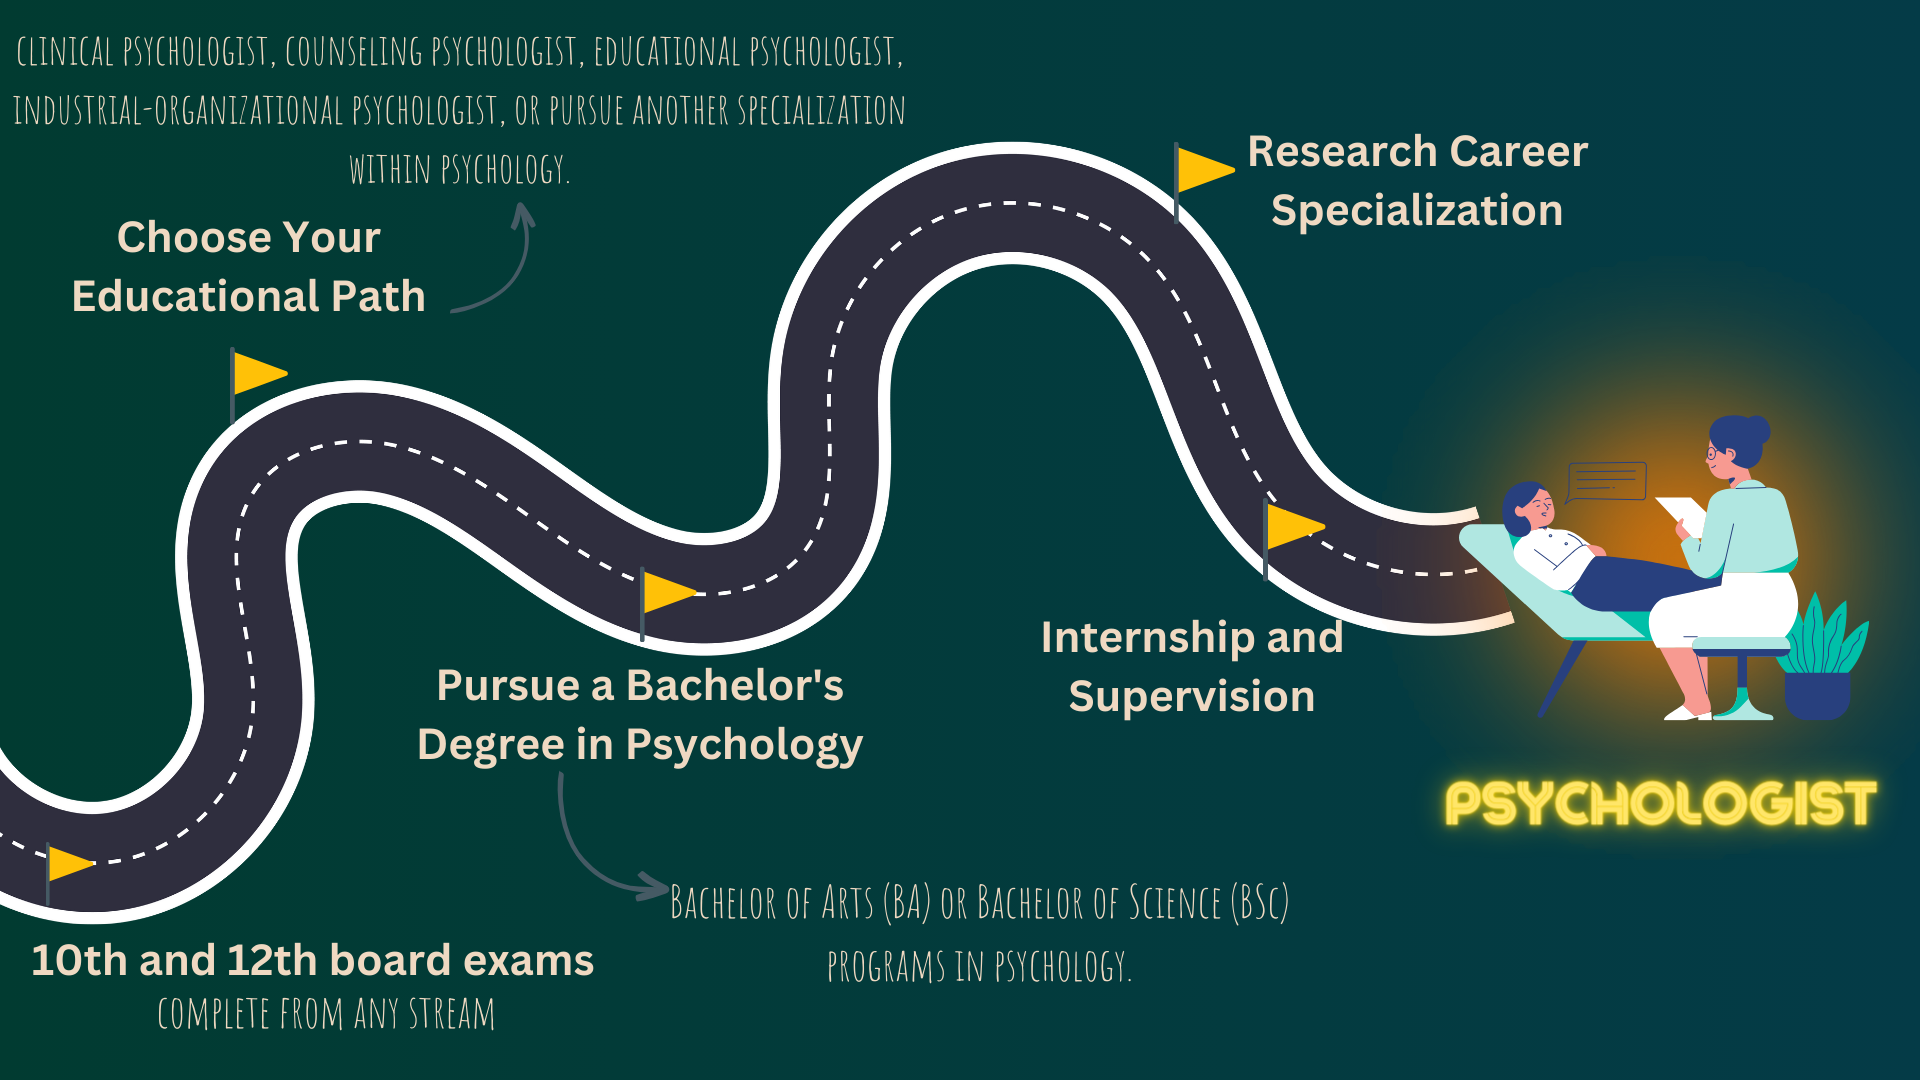 CLINICAL PSYCHOLOGIST, COUNSELING PSYCHOLOGIST, EDUCATIONAL PSYCHOLOGIST,
INDUSTRIAL-ORGANIZATIONAL PSYCHOLOGIST, OR PURSUE ANOTHER SPECIALIZATION
WITHIN PSYCHOLOGY.
Choose Your
Educational Path
Research Career
Specialization
Pursue a Bachelor's
Degree in Psychology
Internship and
Supervision
PSYCHOLOGIST
BACHELOR OF ARTS (BA) OR BACHELOR OF SCIENCE (BSC)
PROGRAMS IN PSYCHOLOGY.
10th and 12th board exams
COMPLETE FROM ANY STREAM